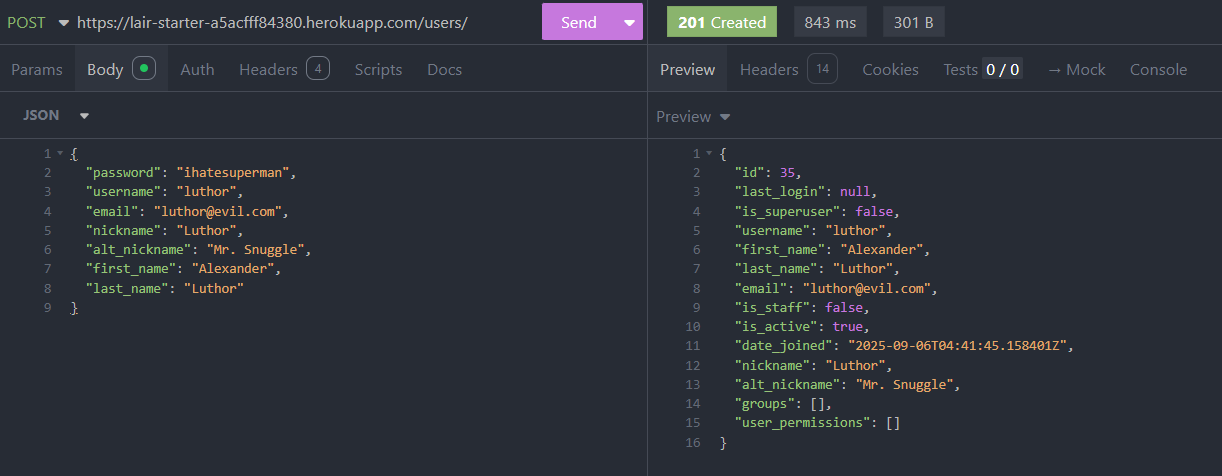 POST https://lair-starter-a5acfff84380.herokuapp.com/users/ Send
Params Body Auth Headers 4 Scripts Docs
JSON
1 {
2 "password": "ihatesuperman",
3 "username": "luthor",
4 "email": "luthor@evil.com",
5 "nickname": "Luthor",
6 "alt_nickname": "Mr. Snuggle",
7 "first_name": "Alexander",
8 "last_name": "Luthor"
9 }
201 Created 843 ms 301 B
Preview Headers 14 Cookies Tests 0 / 0 → Mock Console
Preview
1 {
2 "id": 35,
3 "last_login": null,
4 "is_superuser": false,
5 "username": "luthor",
6 "first_name": "Alexander",
7 "last_name": "Luthor",
8 "email": "luthor@evil.com",
9 "is_staff": false,
10 "is_active": true,
11 "date_joined": "2025-09-06T04:41:45.158401Z",
12 "nickname": "Luthor",
13 "alt_nickname": "Mr. Snuggle",
14 "groups": [],
15 "user_permissions": []
16 }